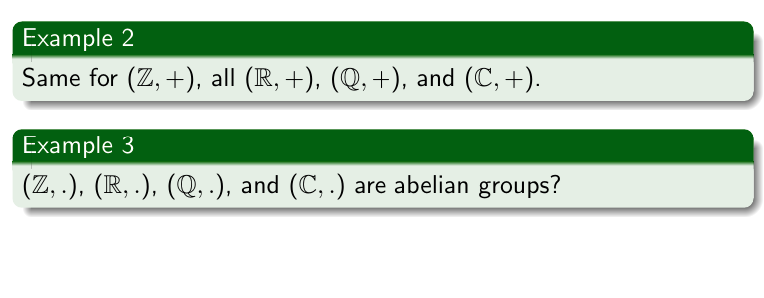 Example 2
Same for (ℤ, +), all (ℝ, +), (ℚ, +), and (ℂ, +).
Example 3
(ℤ, .), (ℝ, .), (ℚ, .), and (ℂ, .) are abelian groups?